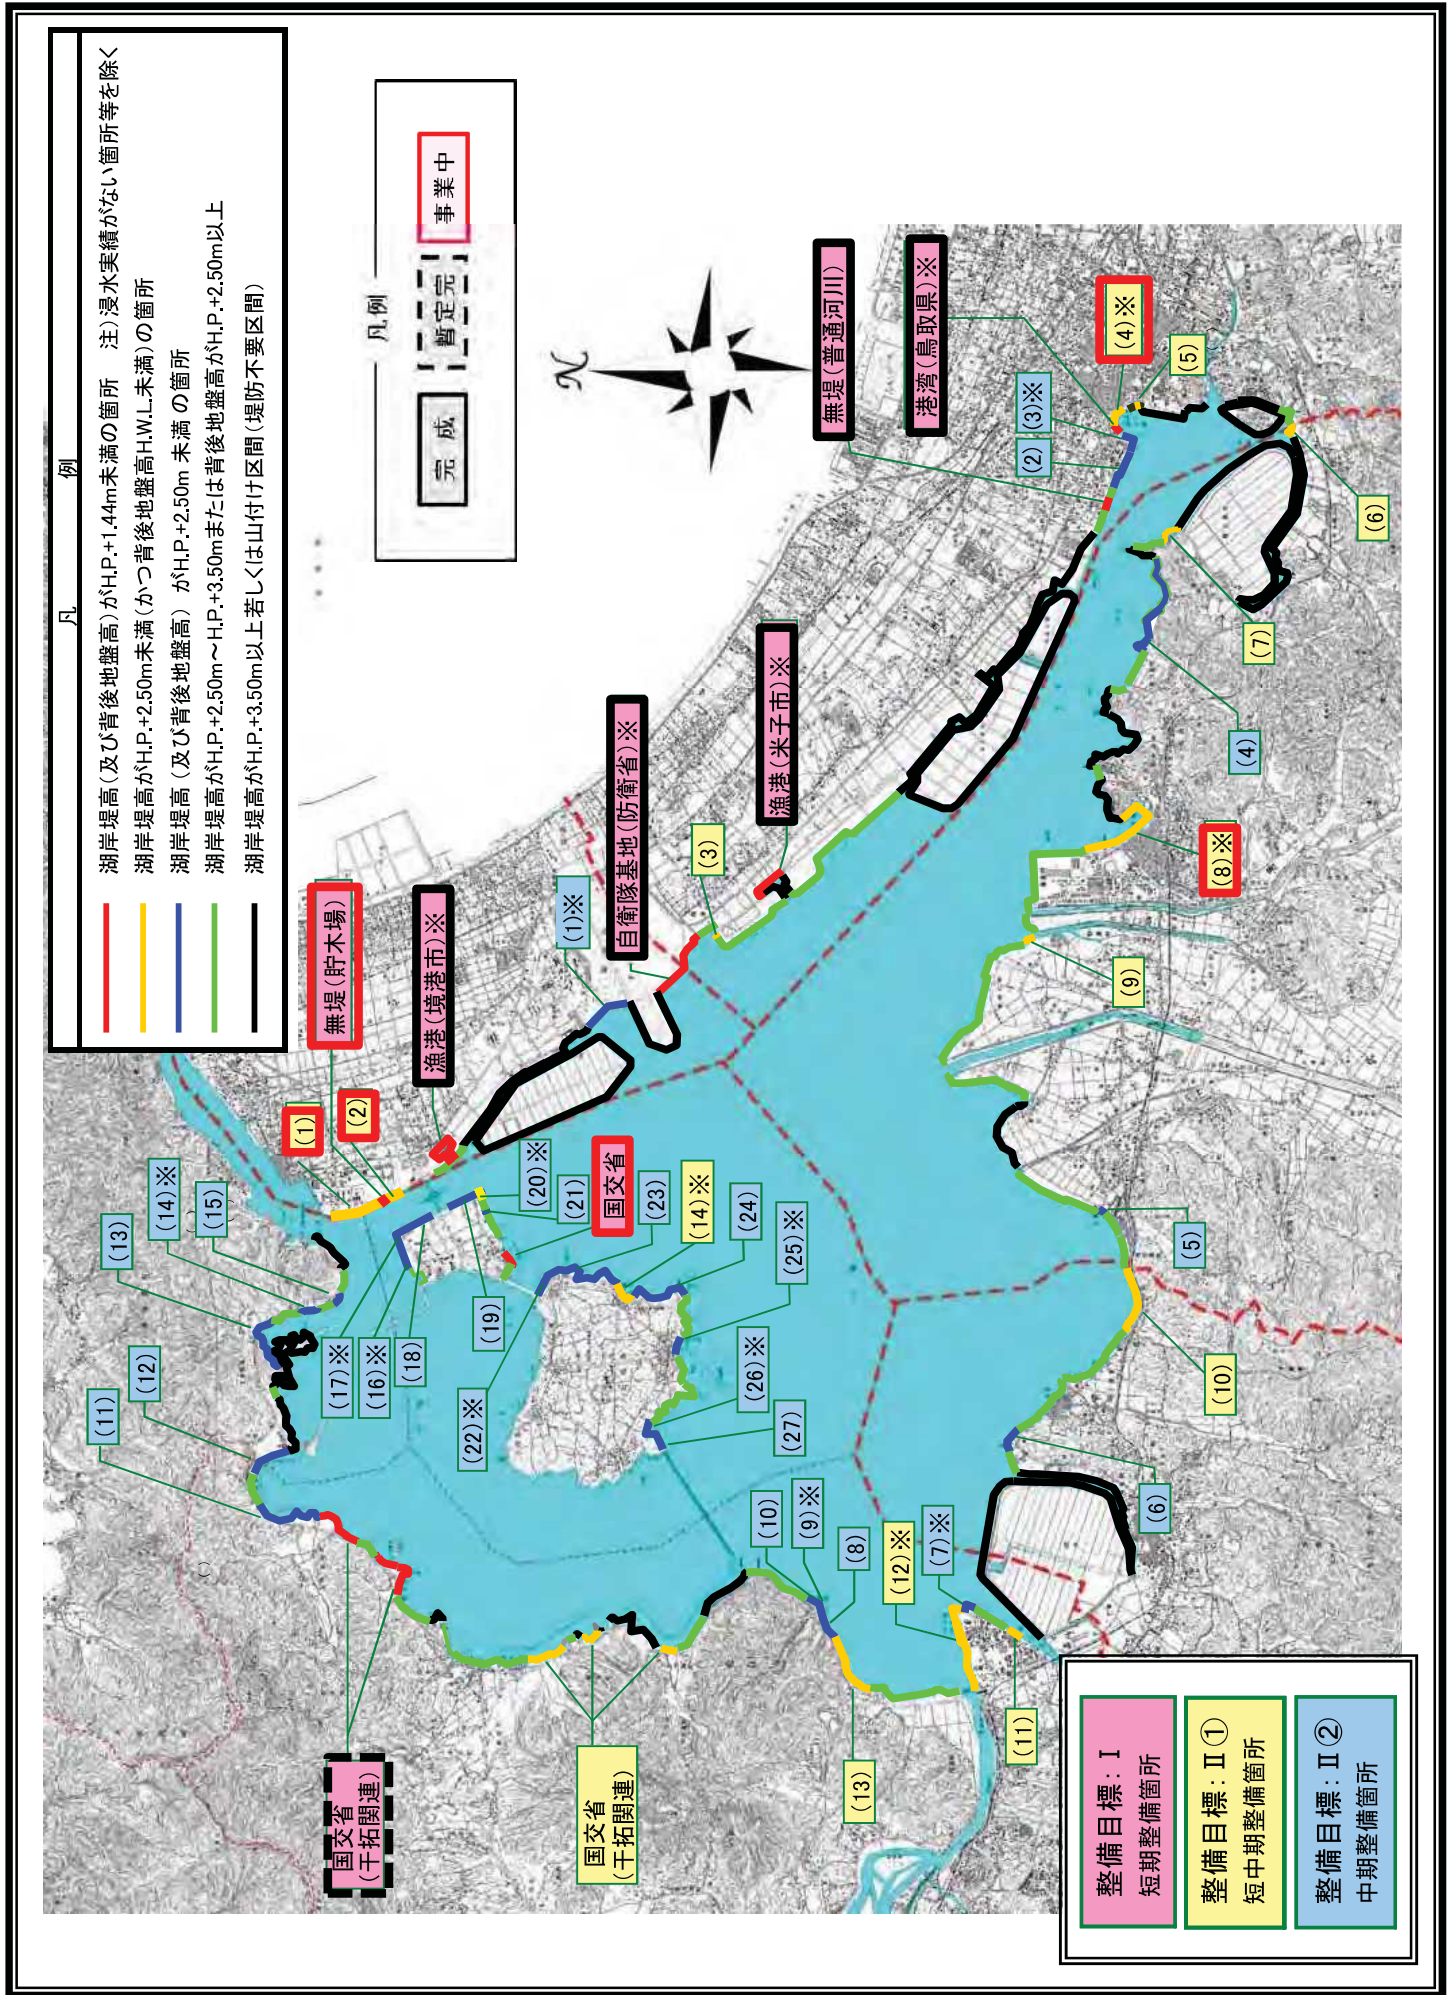 凡 例
湖岸堤高(及び背後地盤高)がH.P.+1.44m未満の箇所 注)浸水実績がない箇所等を除く
湖岸堤高がH.P.+2.50m未満(かつ背後地盤高H.W.L未満)の箇所
湖岸堤高(及び背後地盤高) がH.P.+2.50m 未満の箇所
湖岸堤高がH.P.+2.50m～H.P.+3.50mまたは背後地盤高がH.P.+2.50m以上
湖岸堤高がH.P.+3.50m以上若しくは山付け区間(堤防不要区間)
凡例
完 成
暫定完
事業中
N
無堤(貯木場)
漁港(境港市)※
(1)
(2)
(1)※
自衛隊基地(防衛省)※
(3)
漁港(米子市)※
無堤(普通河川)
港湾(鳥取県)※
(2)
(3)※
(4)※
(5)
(6)
(7)
(4)
(8)※
(9)
(5)
(10)
(6)
(11)
(7)※
(12)※
(13)
(8)
(9)※
(10)
国交省
(干拓関連)
国交省
(干拓関連)
(11)
(12)
(13)
(14)※
(15)
(16)※
(17)※
(18)
(19)
(20)※
(21)
国交省
(22)※
(23)
(14)※
(24)
(25)※
(26)※
(27)
整備目標：Ⅰ
短期整備箇所
整備目標：Ⅱ①
短中期整備箇所
整備目標：Ⅱ②
中期整備箇所